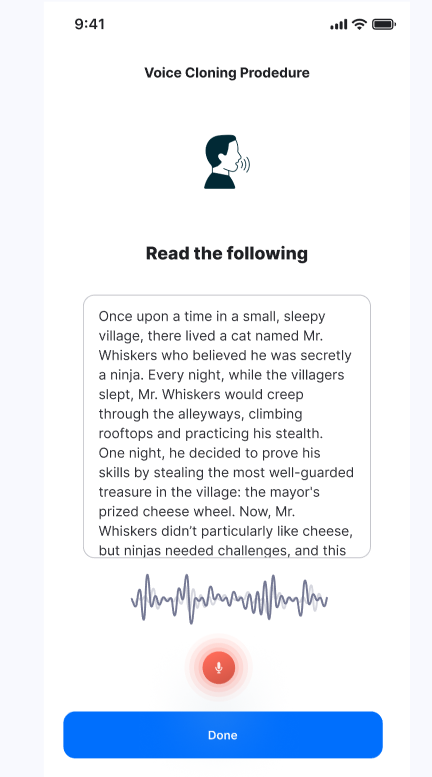 9:41
Voice Cloning Prodedure
Read the following
Once upon a time in a small, sleepy
village, there lived a cat named Mr.
Whiskers who believed he was secretly
a ninja. Every night, while the villagers
slept, Mr. Whiskers would creep
through the alleyways, climbing
rooftops and practicing his stealth.
One night, he decided to prove his
skills by stealing the most well-guarded
treasure in the village: the mayor's
prized cheese wheel. Now, Mr.
Whiskers didn't particularly like cheese,
but ninjas needed challenges, and this
Done